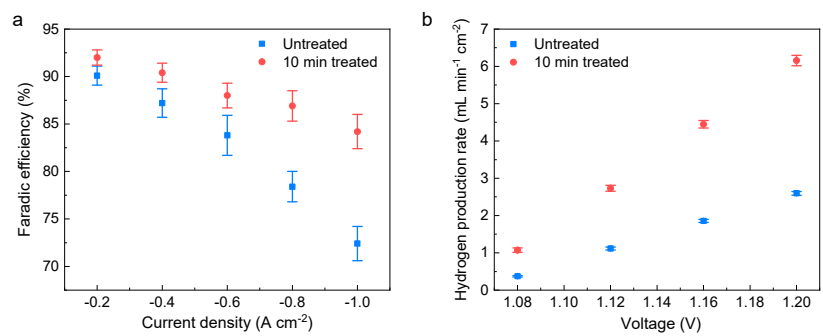 a
Untreated
10 min treated
Faradic efficiency (%)
95
90
85
80
75
70
-0.2 -0.4 -0.6 -0.8 -1.0
Current density (A cm-2)
b
Untreated
10 min treated
Hydrogen production rate (mL min-1 cm-2)
7
6
5
4
3
2
1
0
1.08 1.10 1.12 1.14 1.16 1.18 1.20
Voltage (V)